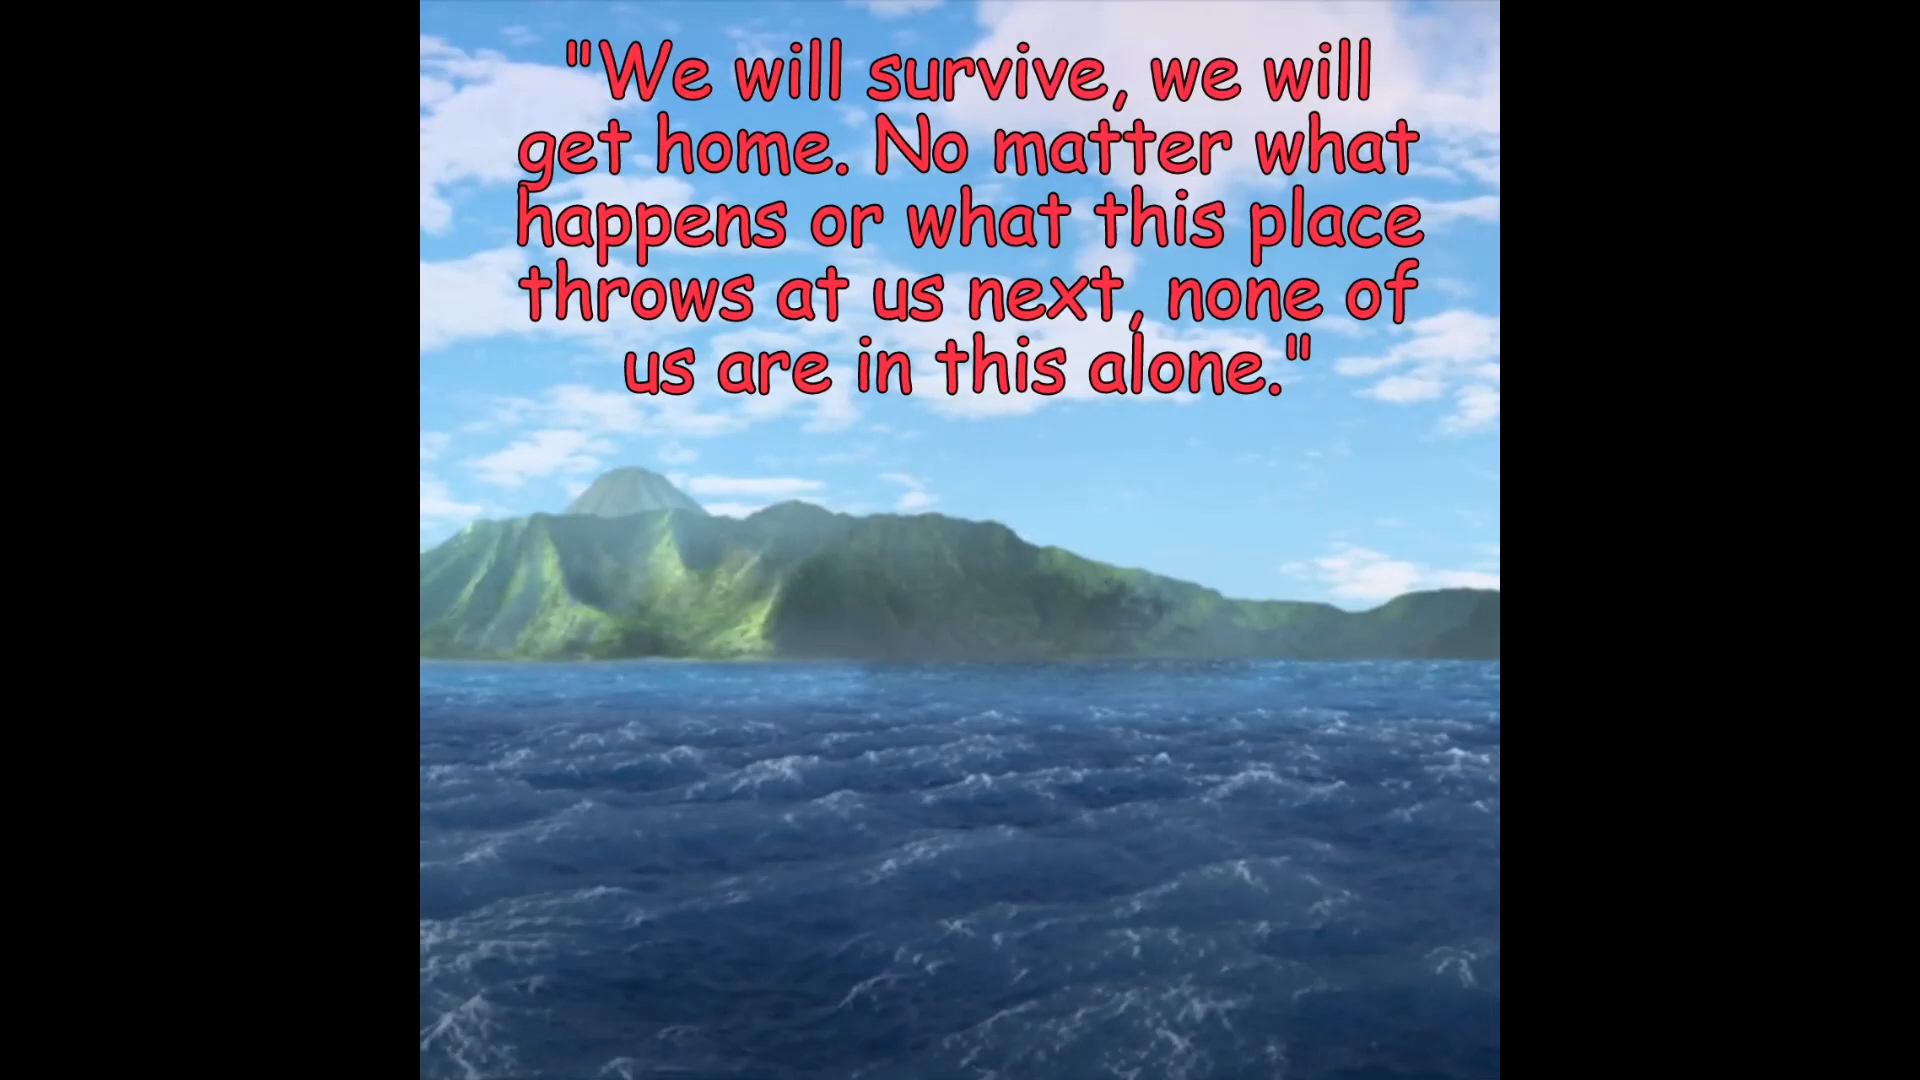 "We will survive, we will
get home. No matter what
happens or what this place
throws at us next, none of
us are in this alone."